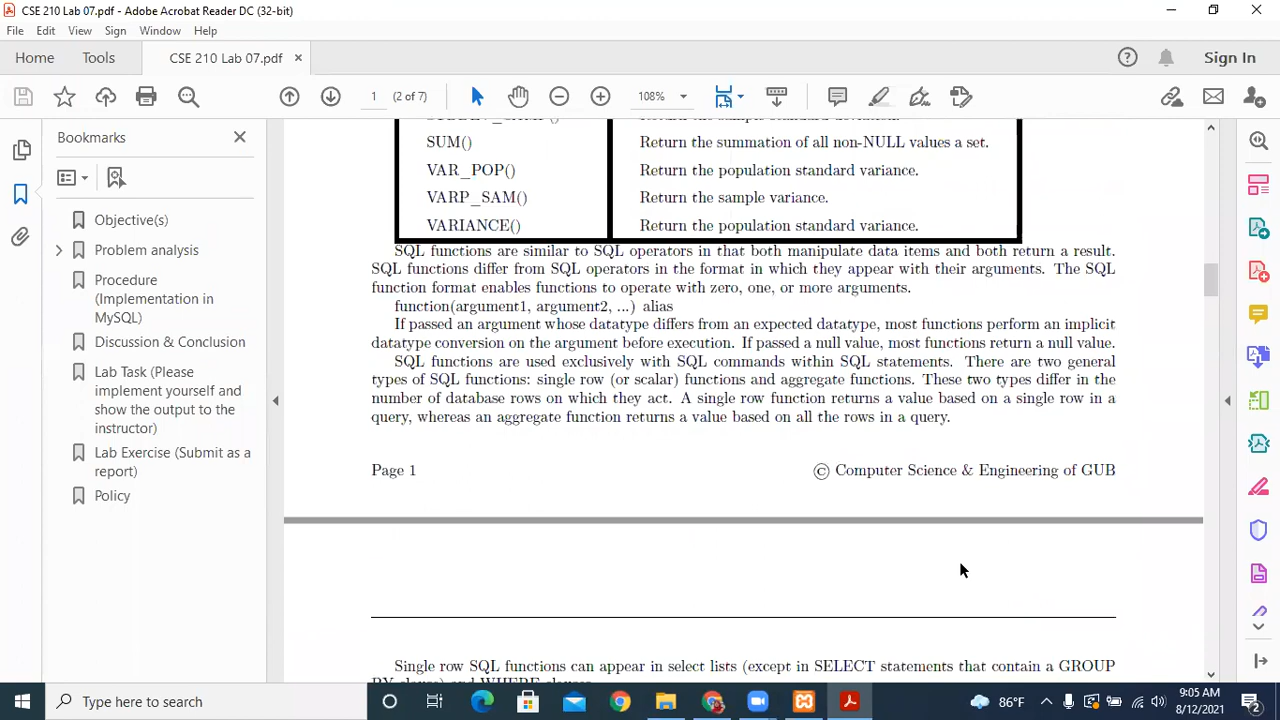 CSE 210 Lab 07.pdf - Adobe Acrobat Reader DC (32-bit)
File Edit View Sign Window Help
Home Tools CSE 210 Lab 07.pdf × Sign In
1 (2 of 7) 108%
Bookmarks
Objective(s)
Problem analysis
Procedure
(Implementation in
MySQL)
Discussion & Conclusion
Lab Task (Please
implement yourself and
show the output to the
instructor)
Lab Exercise (Submit as a
report)
Policy
SUM() Return the summation of all non-NULL values a set.
VAR_POP() Return the population standard variance.
VARP_SAM() Return the sample variance.
VARIANCE() Return the population standard variance.
SQL functions are similar to SQL operators in that both manipulate data items and both return a result.
SQL functions differ from SQL operators in the format in which they appear with their arguments. The SQL
function format enables functions to operate with zero, one, or more arguments.
function(argument1, argument2, ...) alias
If passed an argument whose datatype differs from an expected datatype, most functions perform an implicit
datatype conversion on the argument before execution. If passed a null value, most functions return a null value.
SQL functions are used exclusively with SQL commands within SQL statements. There are two general
types of SQL functions: single row (or scalar) functions and aggregate functions. These two types differ in the
number of database rows on which they act. A single row function returns a value based on a single row in a
query, whereas an aggregate function returns a value based on all the rows in a query.
Page 1 © Computer Science & Engineering of GUB
Single row SQL functions can appear in select lists (except in SELECT statements that contain a GROUP
Type here to search
86°F
9:05 AM
8/12/2021
2